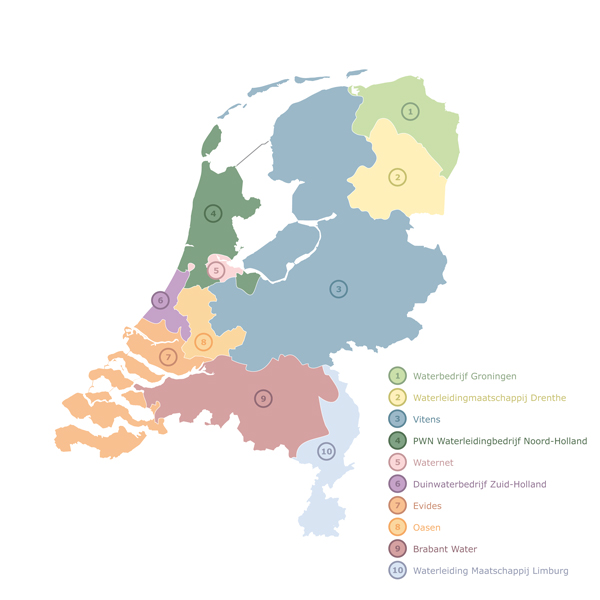 1
2
4
5
3
6
8
7
9
10
1 Waterbedrijf Groningen
2 Waterleidingmaatschappij Drenthe
3 Vitens
4 PWN Waterleidingbedrijf Noord-Holland
5 Waternet
6 Duinwaterbedrijf Zuid-Holland
7 Evides
8 Oasen
9 Brabant Water
10 Waterleiding Maatschappij Limburg